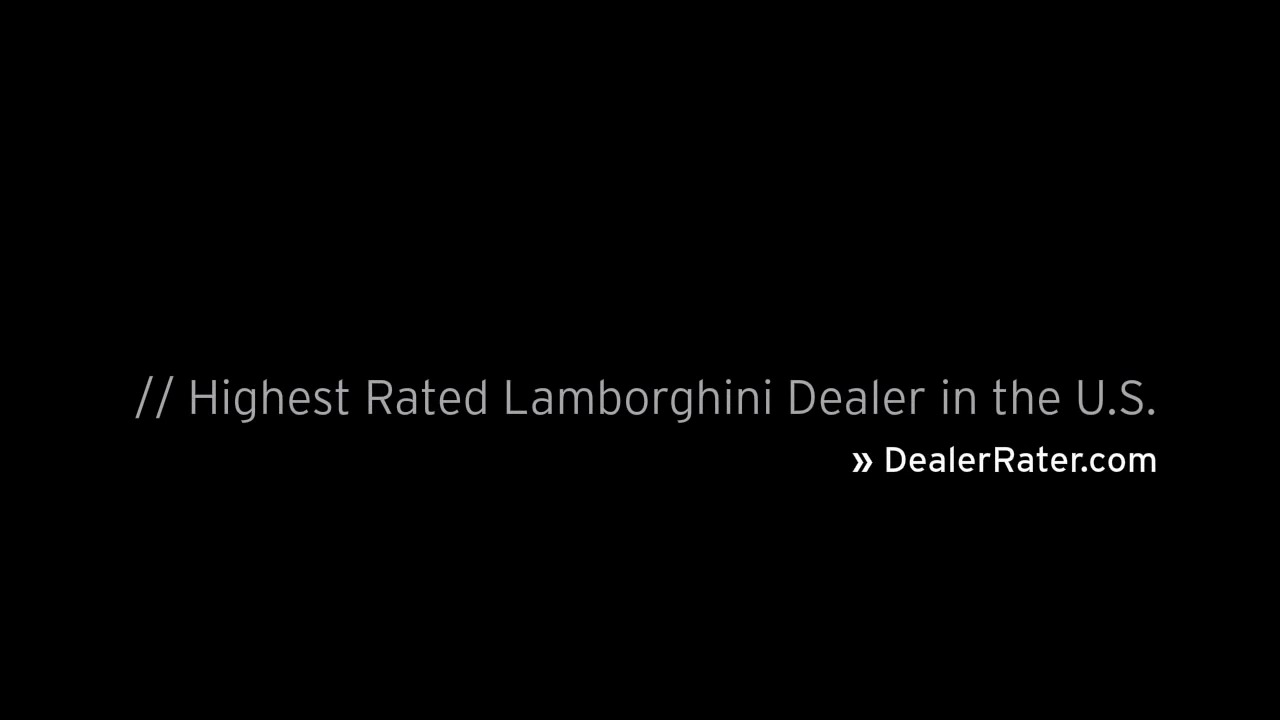 // Highest Rated Lamborghini Dealer in the U.S.
» DealerRater.com